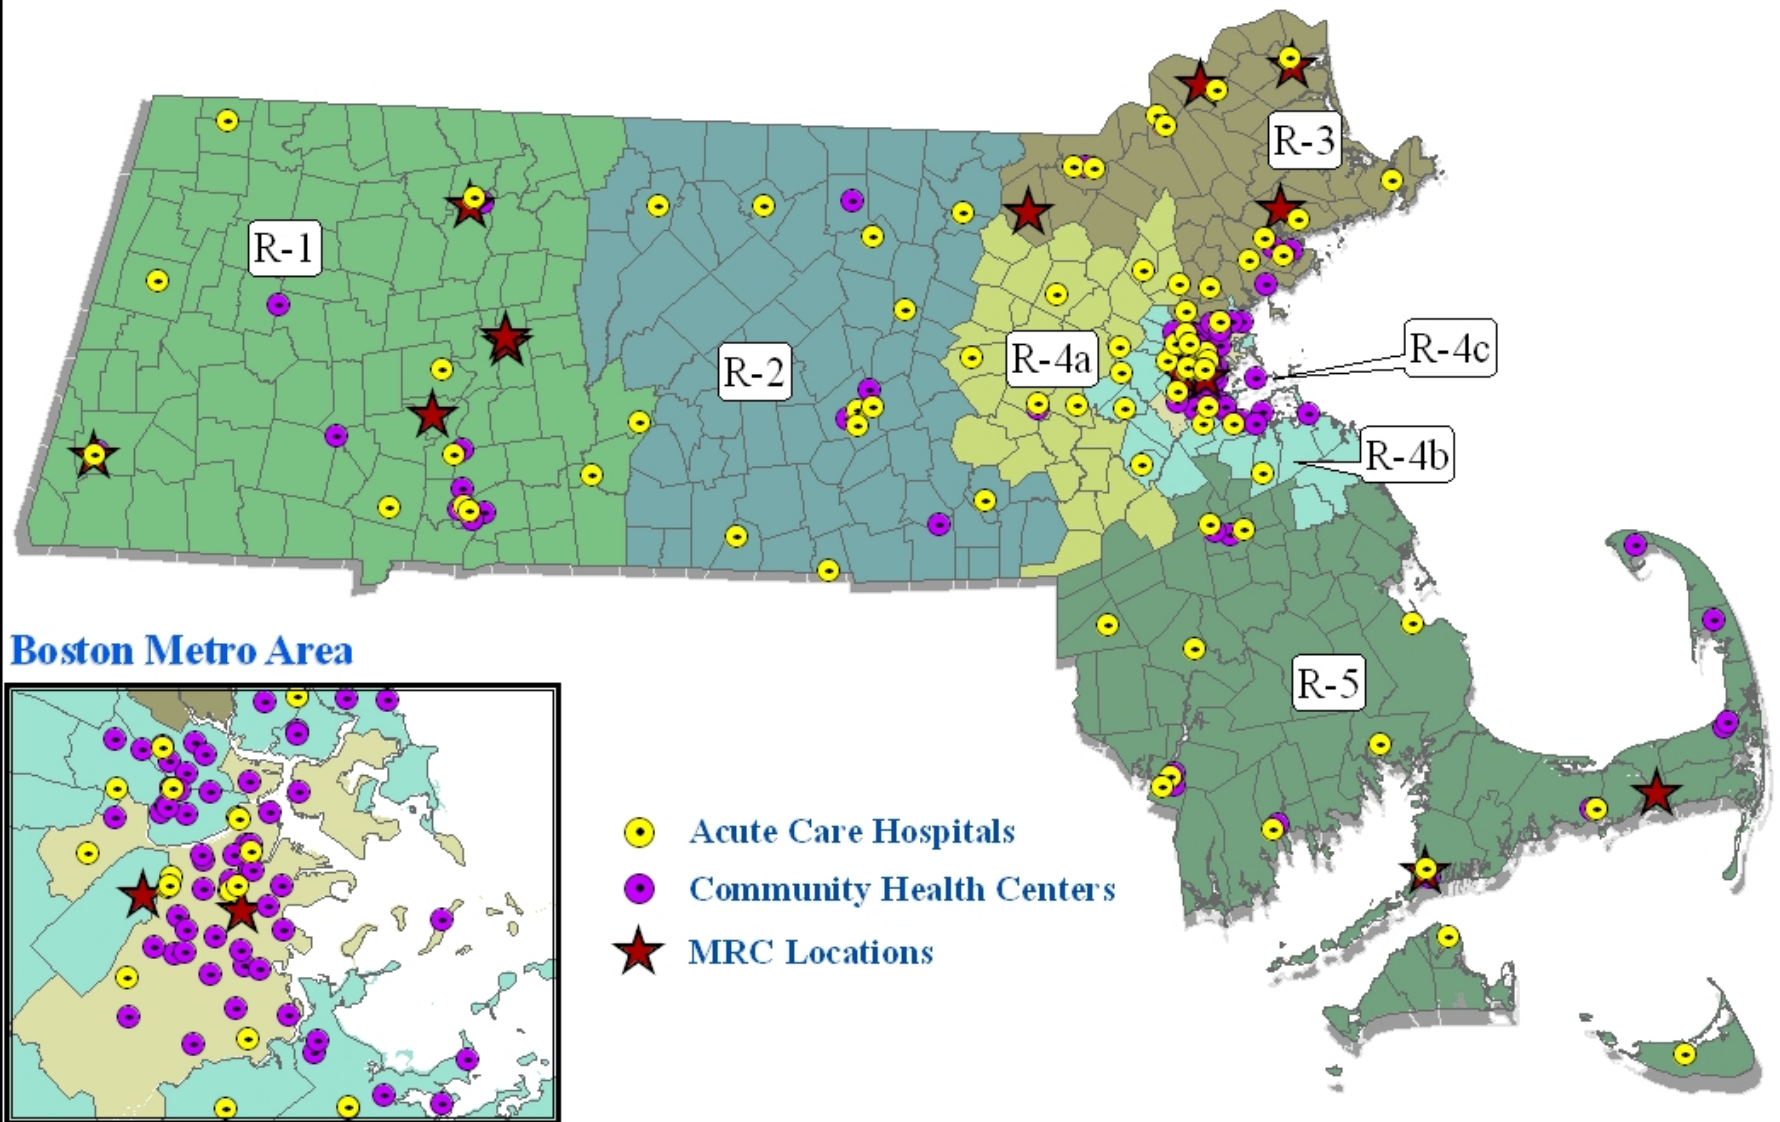 R-3
R-1
R-4a
R-4c
R-2
R-4b
Boston Metro Area
R-5
Acute Care Hospitals
Community Health Centers
MRC Locations